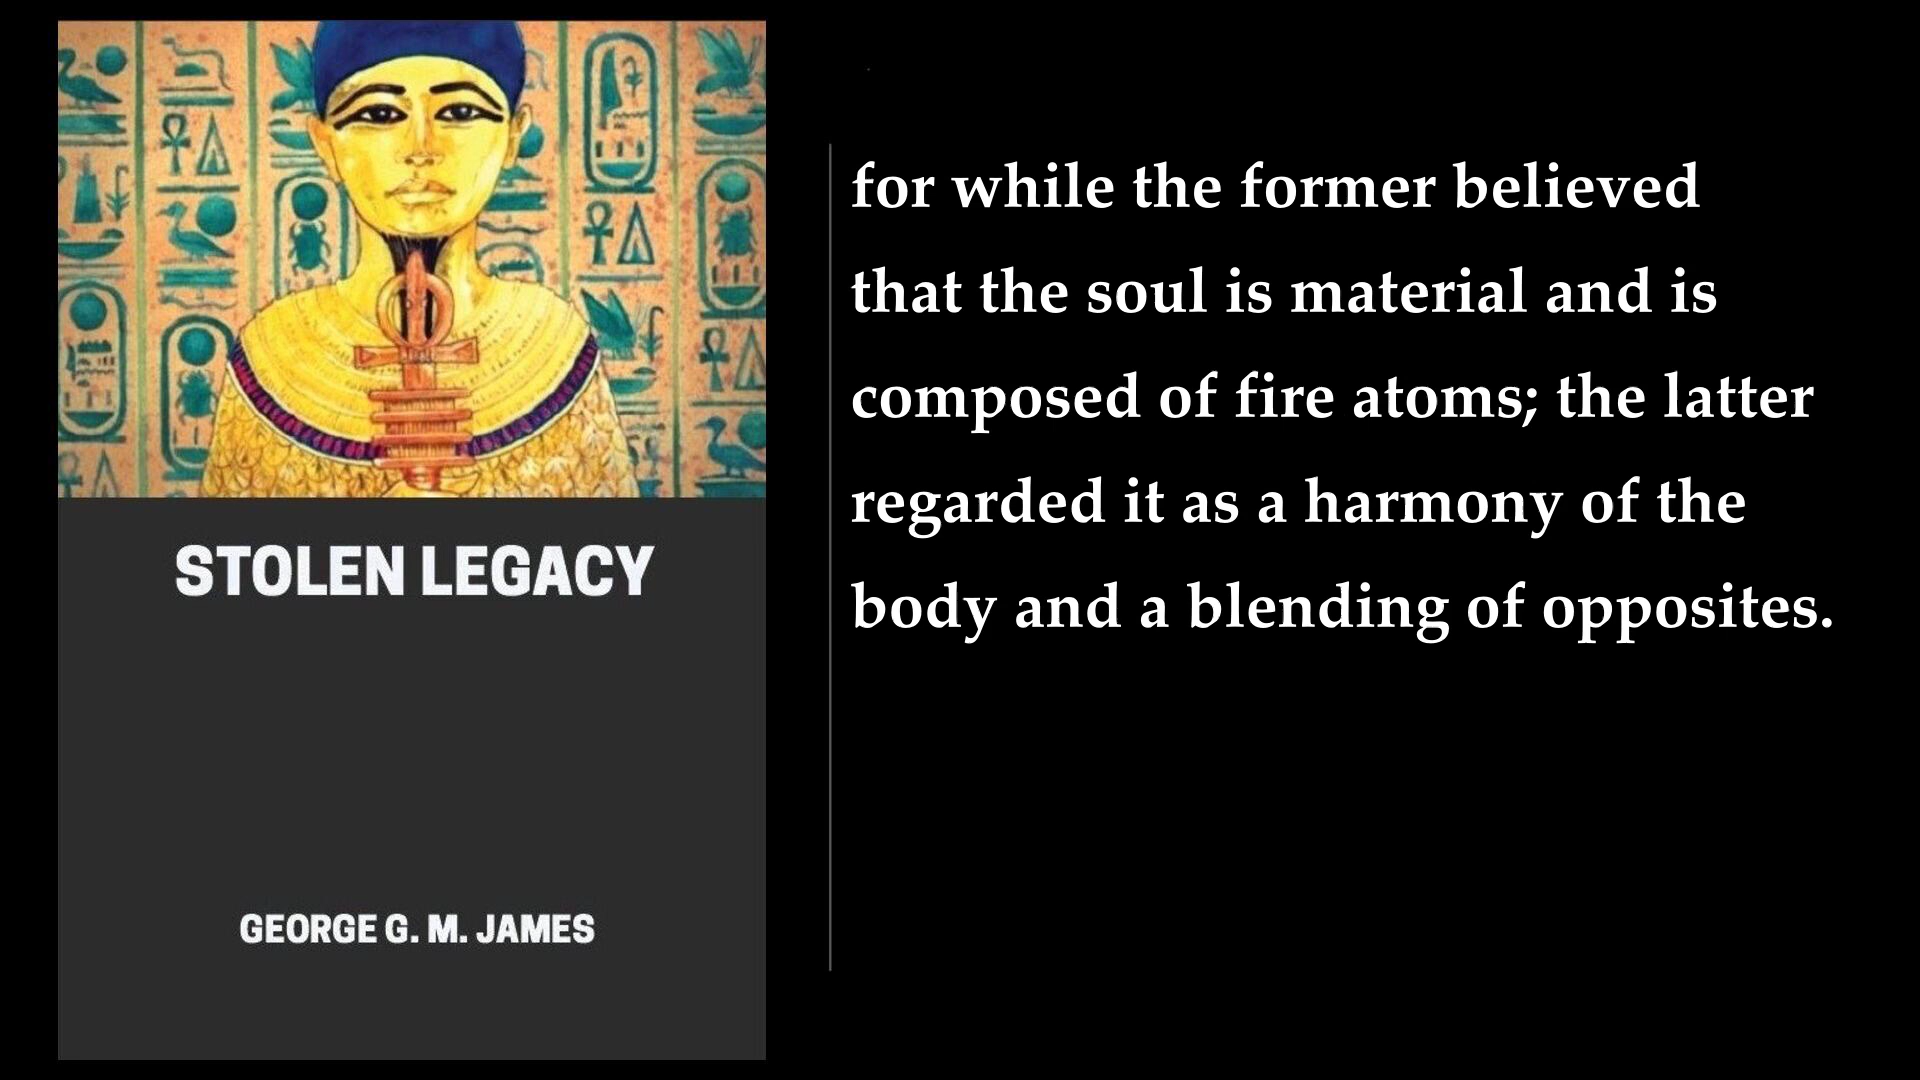 STOLEN LEGACY
GEORGE G. M. JAMES
for while the former believed
that the soul is material and is
composed of fire atoms; the latter
regarded it as a harmony of the
body and a blending of opposites.